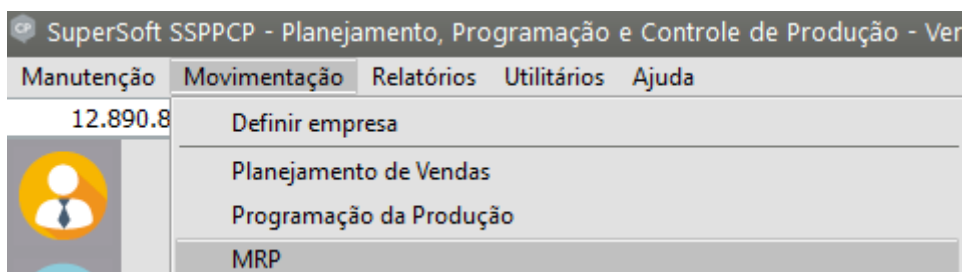 CP SuperSoft SSPPCP - Planejamento, Programação e Controle de Produção - Ver
Manutenção Movimentação Relatórios Utilitários Ajuda
12.890.8
Definir empresa
Planejamento de Vendas
Programação da Produção
MRP